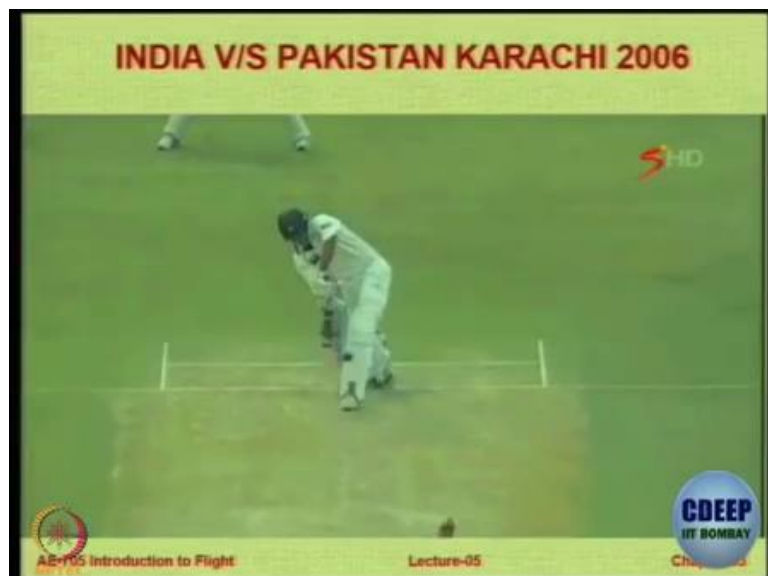 INDIA V/S PAKISTAN KARACHI 2006
HD
CDEEP
IIT BOMBAY
Introduction to Flight
Lecture-05